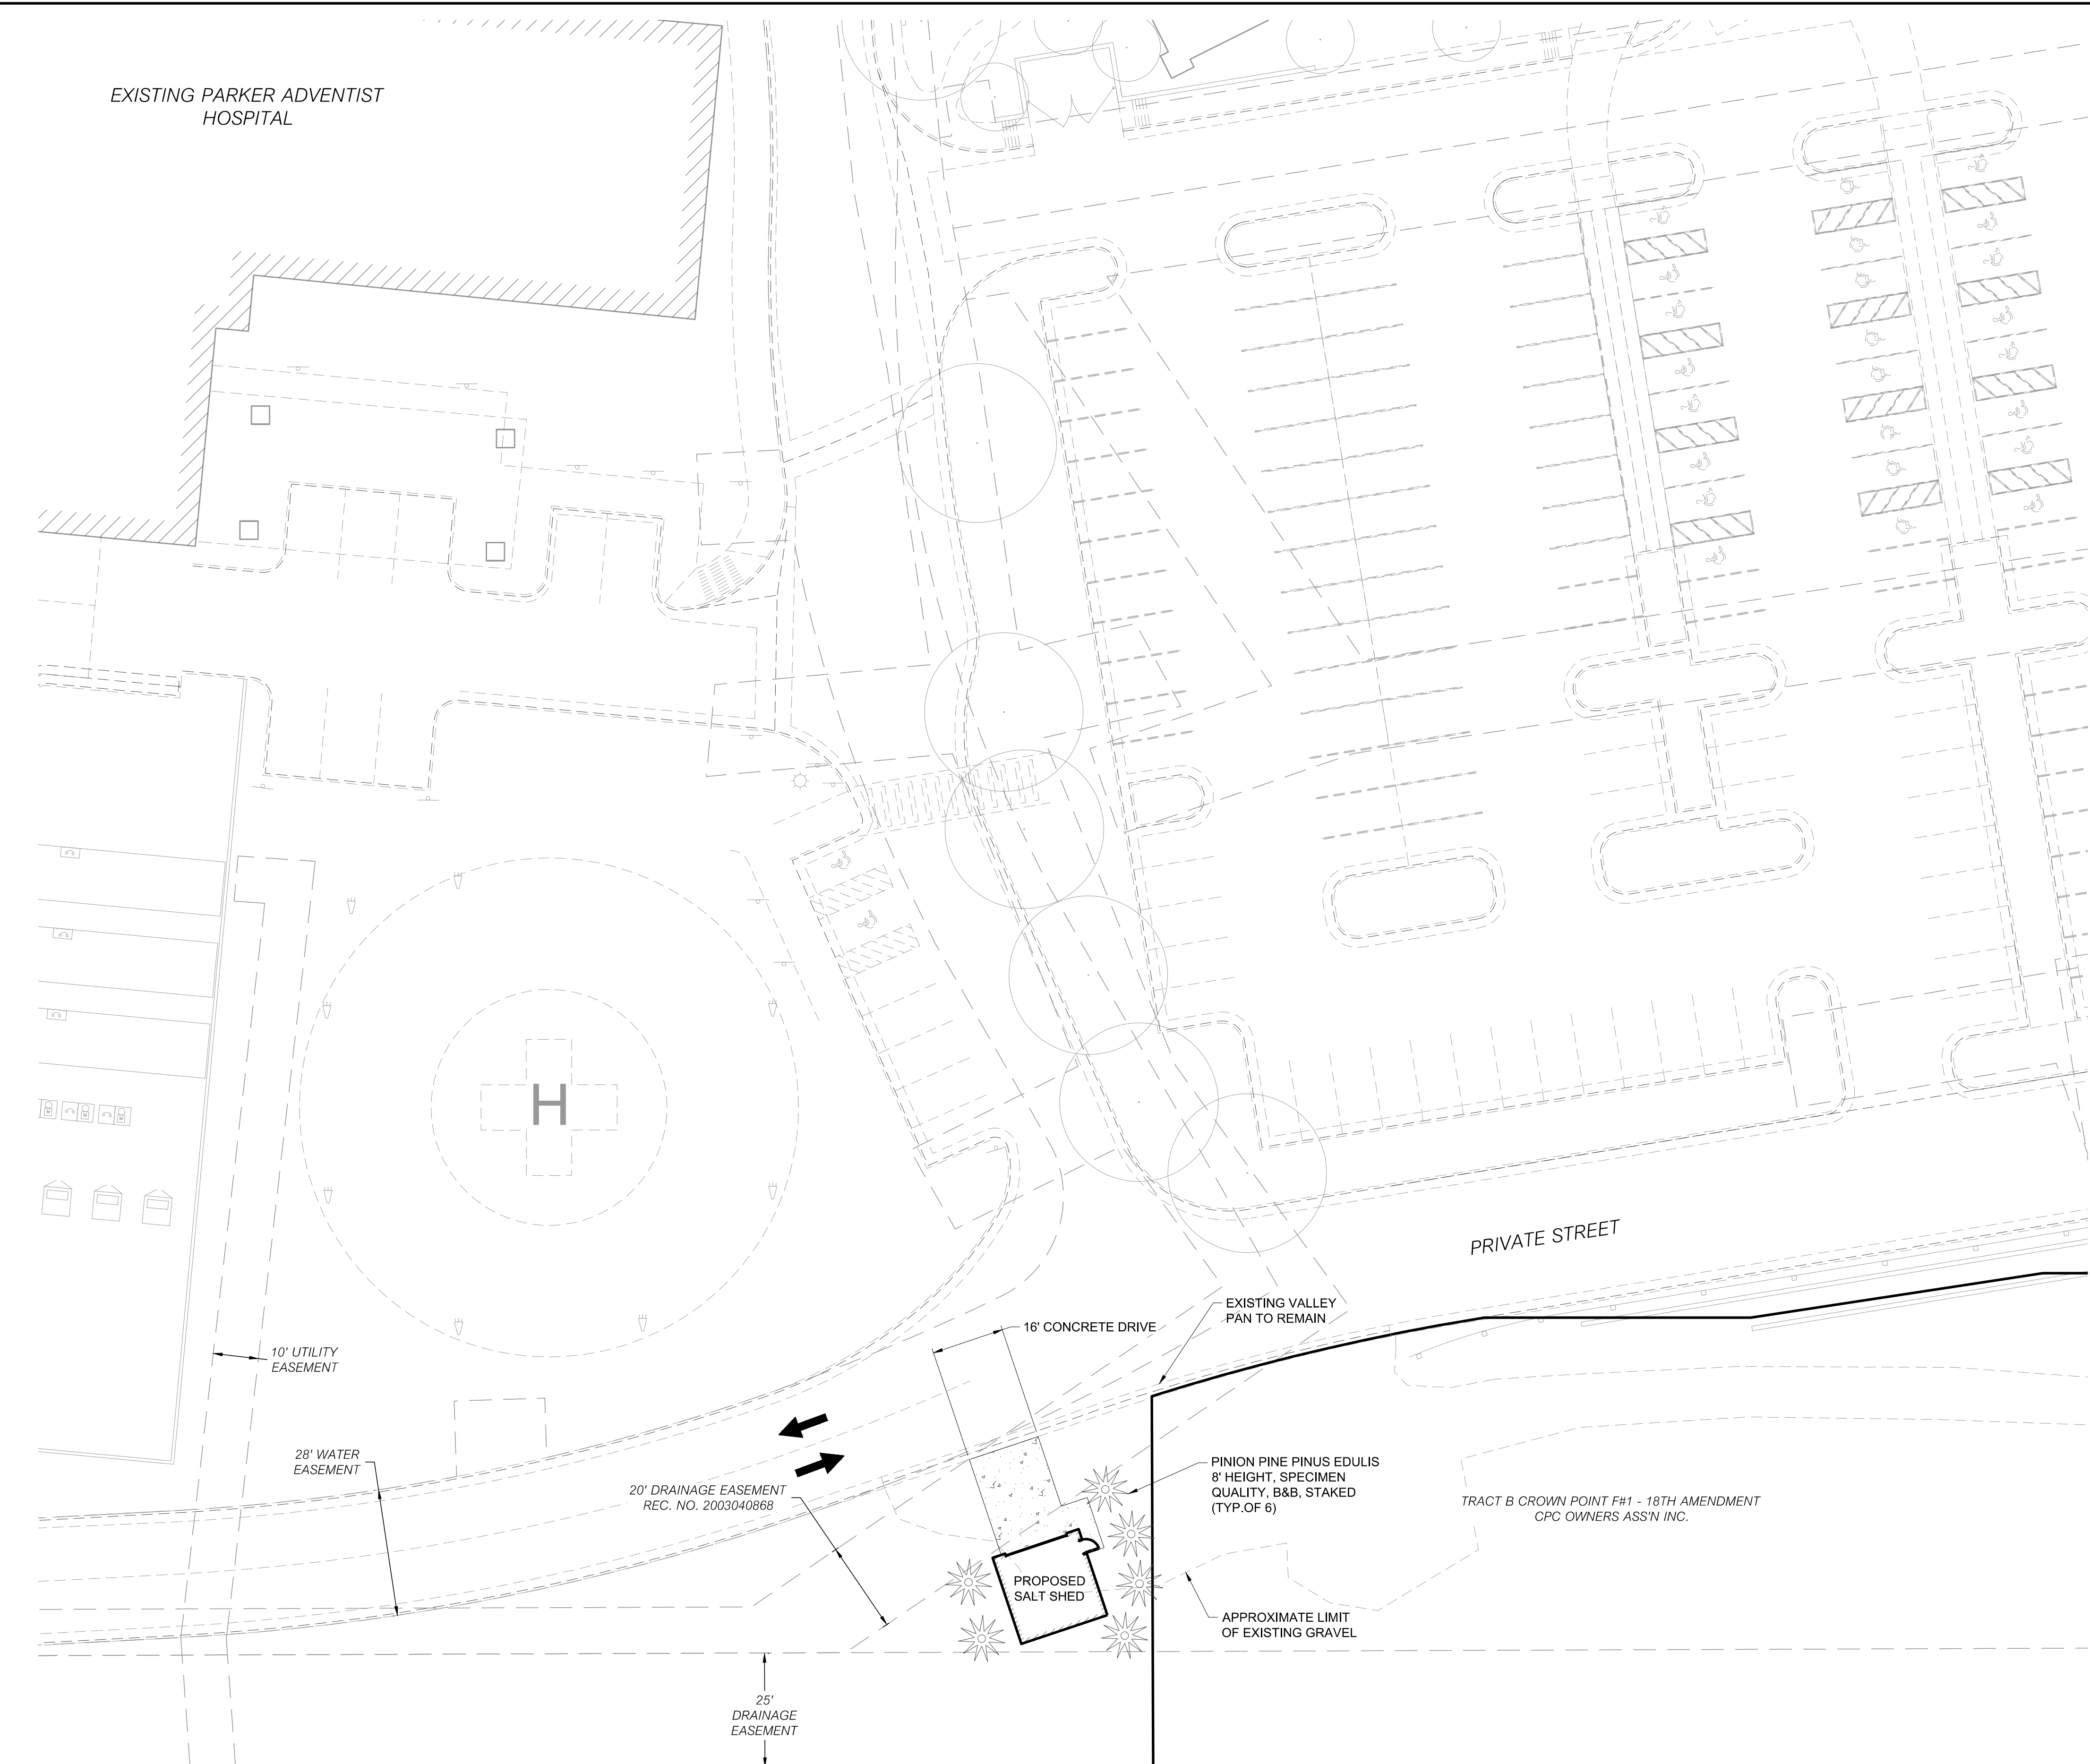 EXISTING PARKER ADVENTIST
HOSPITAL
H
PRIVATE STREET
EXISTING VALLEY
PAN TO REMAIN
16' CONCRETE DRIVE
10' UTILITY
EASEMENT
28' WATER
EASEMENT
20' DRAINAGE EASEMENT
REC. NO. 2003040868
PINION PINE PINUS EDULIS
8' HEIGHT, SPECIMEN
QUALITY, B&B, STAKED
(TYP.OF 6)
TRACT B CROWN POINT F#1 - 18TH AMENDMENT
CPC OWNERS ASS'N INC.
PROPOSED
SALT SHED
APPROXIMATE LIMIT
OF EXISTING GRAVEL
25'
DRAINAGE
EASEMENT
M
M
M